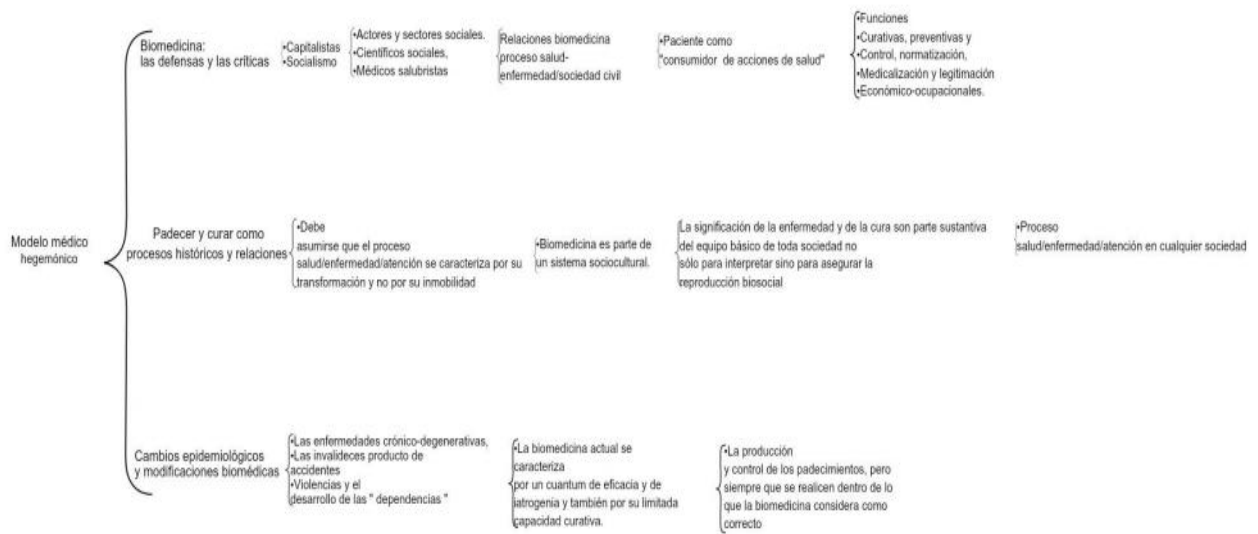 Modelo médico
hegemónico
Biomedicina:
las defensas y las críticas
•Capitalistas
•Socialismo
•Actores y sectores sociales.
•Científicos sociales,
•Médicos salubristas
Relaciones biomedicina
proceso salud-
enfermedad/sociedad civil
•Paciente como
"consumidor de acciones de salud"
•Funciones
•Curativas, preventivas y
•Control, normatización,
•Medicalización y legitimación
•Económico-ocupacionales.
Padecer y curar como
procesos históricos y relaciones
•Debe
asumirse que el proceso
salud/enfermedad/atención se caracteriza por su
transformación y no por su inmobilidad
•Biomedicina es parte de
un sistema sociocultural.
La significación de la enfermedad y de la cura son parte sustantiva
del equipo básico de toda sociedad no
sólo para interpretar sino para asegurar la
reproducción biosocial
•Proceso
salud/enfermedad/atención en cualquier sociedad
Cambios epidemiológicos
y modificaciones biomédicas
•Las enfermedades crónico-degenerativas,
•Las invalideces producto de
accidentes
•Violencias y el
desarrollo de las " dependencias "
•La biomedicina actual se
caracteriza
por un cuantum de eficacia y de
iatrogenia y también por su limitada
capacidad curativa.
•La producción
y control de los padecimientos, pero
siempre que se realicen dentro de lo
que la biomedicina considera como
correcto